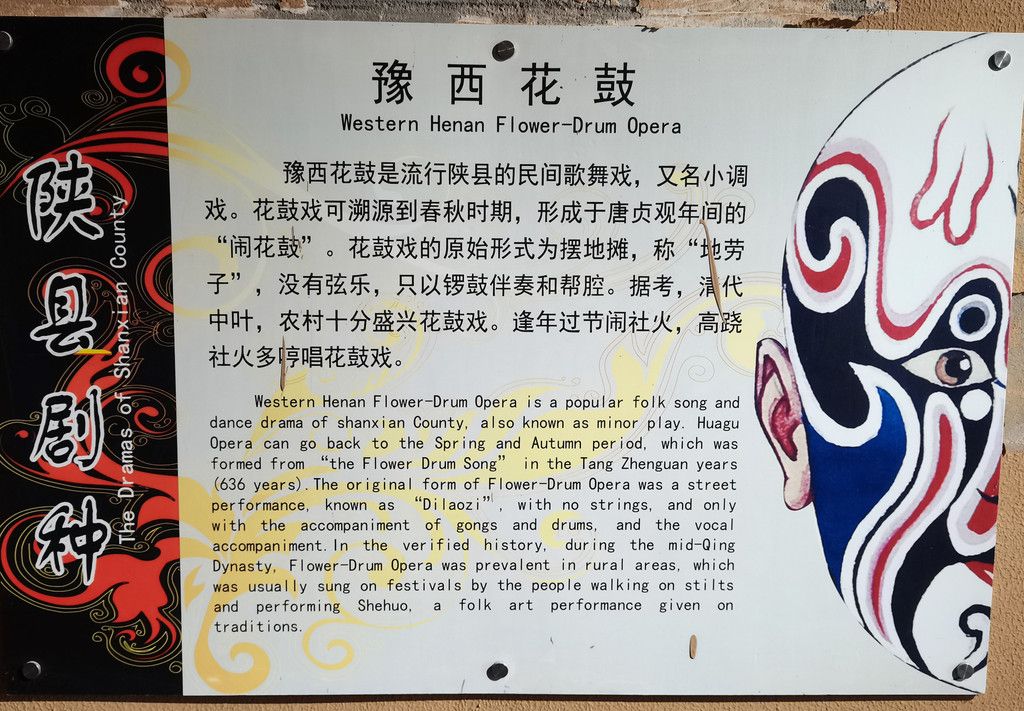 陕县剧种
The Dramas of Shanxian County
豫西花鼓
Western Henan Flower-Drum Opera
豫西花鼓是流行陕县的民间歌舞戏，又名小调
戏。花鼓戏可溯源到春秋时期，形成于唐贞观年间的
“闹花鼓”。花鼓戏的原始形式为摆地摊，称“地劳
子”，没有弦乐，只以锣鼓伴奏和帮腔。据考，清代
中叶，农村十分盛兴花鼓戏。逢年过节闹社火，高跷
社火多哼唱花鼓戏。
Western Henan Flower-Drum Opera is a popular folk song and
dance drama of shanxian County, also known as minor play. Huagu
Opera can go back to the Spring and Autumn period, which was
formed from “the Flower Drum Song” in the Tang Zhenguan years
(636 years).The original form of Flower-Drum Opera was a street
performance, known as “Dilaozi”, with no strings, and only
with the accompaniment of gongs and drums, and the vocal
accompaniment.In the verified history, during the mid-Qing
Dynasty, Flower-Drum Opera was prevalent in rural areas, which
was usually sung on festivals by the people walking on stilts
and performing Shehuo, a folk art performance given on
traditions.